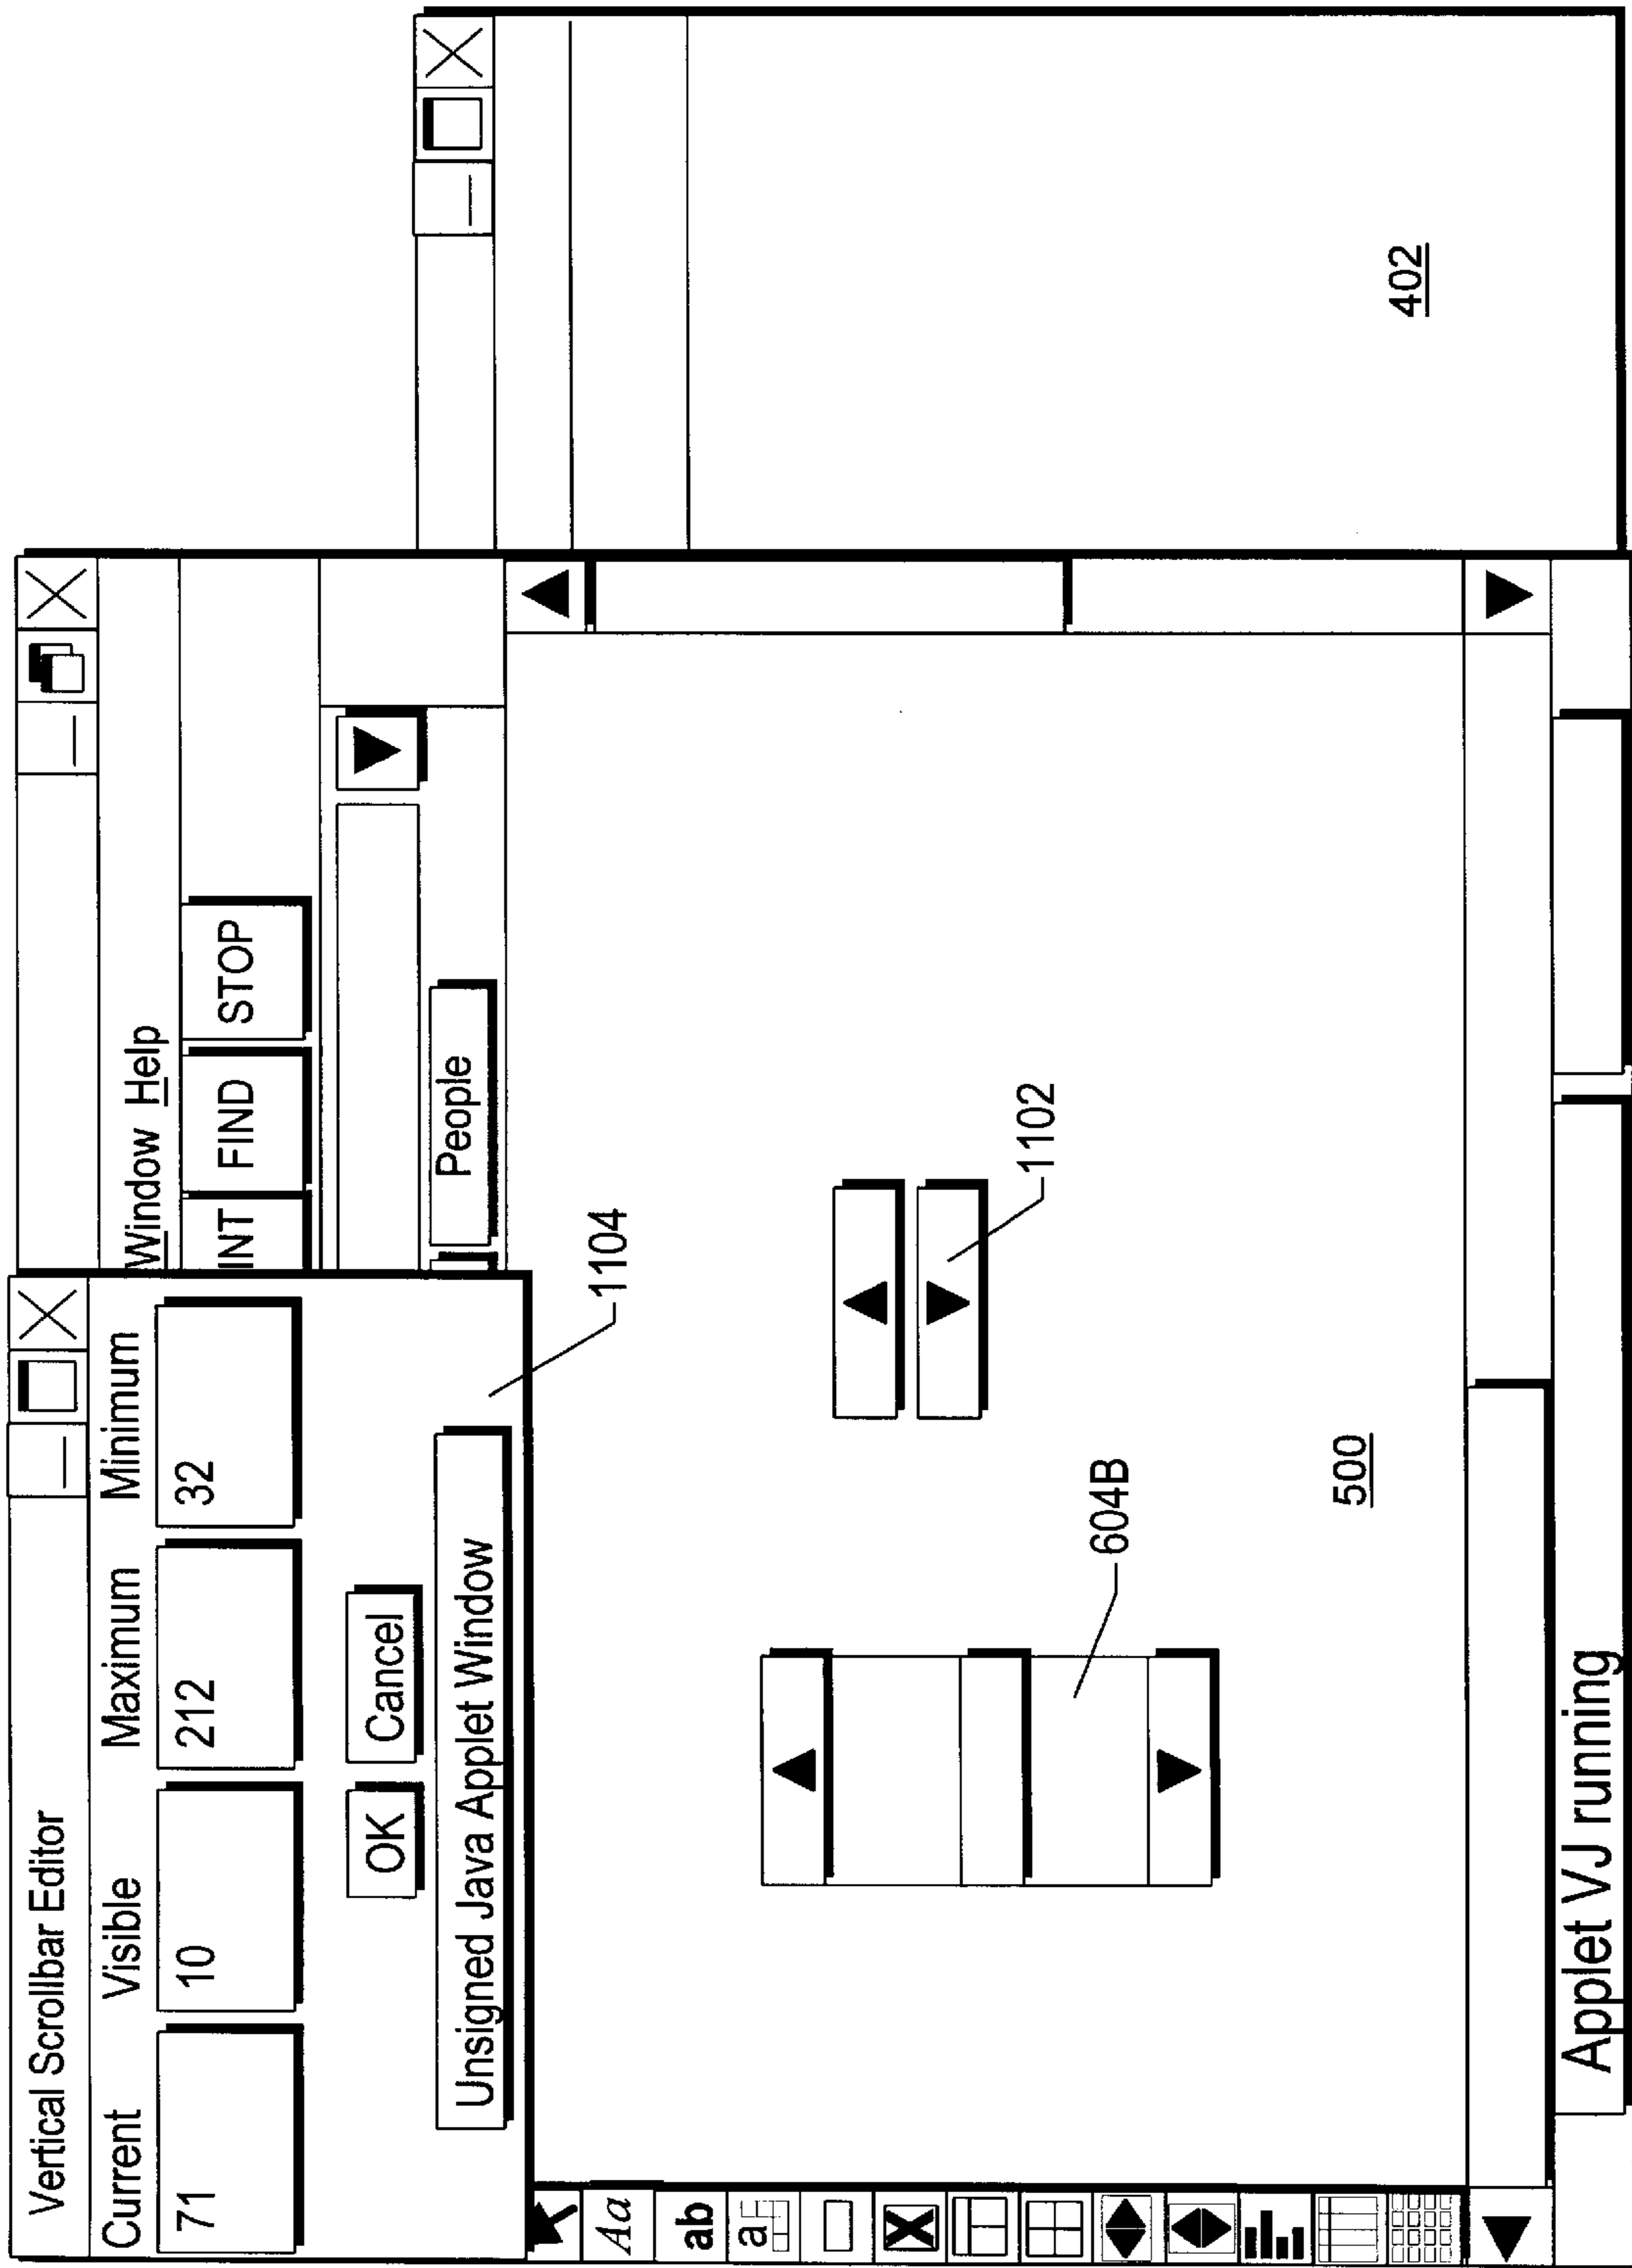 Vertical Scrollbar Editor
Current Visible Maximum Minimum
71 10 212 32
OK Cancel
Unsigned Java Applet Window
Window Help
INT FIND STOP
People
1104
Aa
ab
a
1102
604B
500
402
Applet VJ running